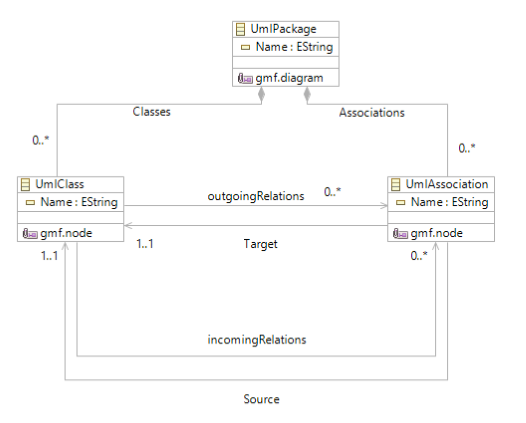 UmlPackage
Name : EString
gmf.diagram
Classes
Associations
0..*
0..*
UmlClass
Name : EString
gmf.node
UmlAssociation
Name : EString
gmf.node
outgoingRelations
0..*
1..1
Target
1..1
0..*
incomingRelations
Source